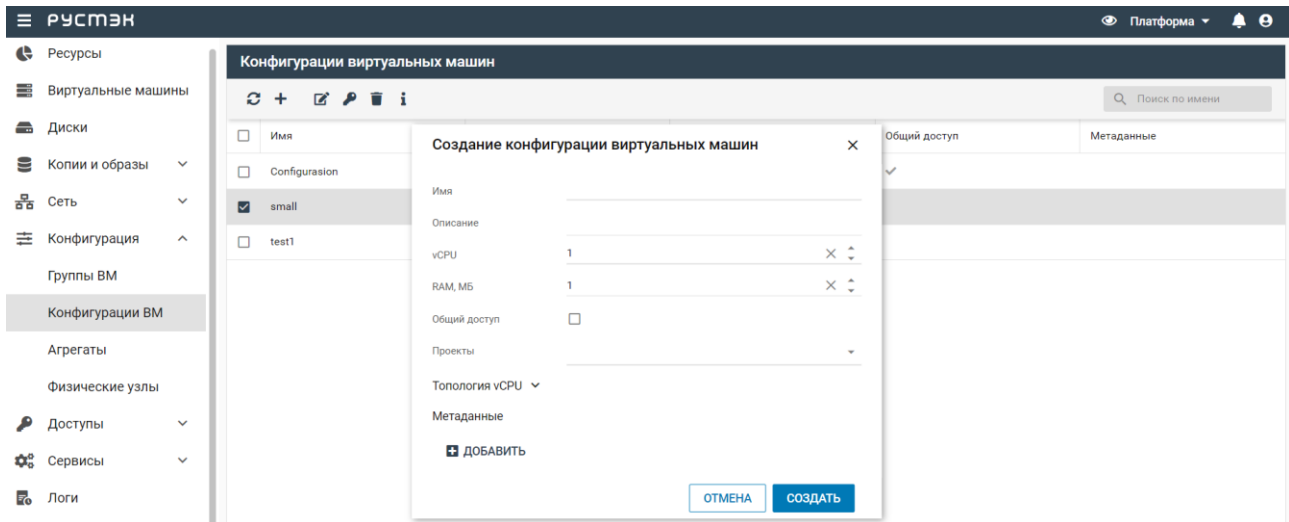 РУСТЭК
Платформа
Ресурсы
Виртуальные машины
Диски
Копии и образы
Сеть
Конфигурация
Группы ВМ
Конфигурации ВМ
Агрегаты
Физические узлы
Доступы
Сервисы
Логи
Конфигурации виртуальных машин
Поиск по имени
Имя
Общий доступ
Метаданные
Configurasion
small
test1
Создание конфигурации виртуальных машин
Имя
Описание
vCPU 1
RAM, МБ 1
Общий доступ
Проекты
Топология vCPU
Метаданные
ДОБАВИТЬ
ОТМЕНА СОЗДАТЬ